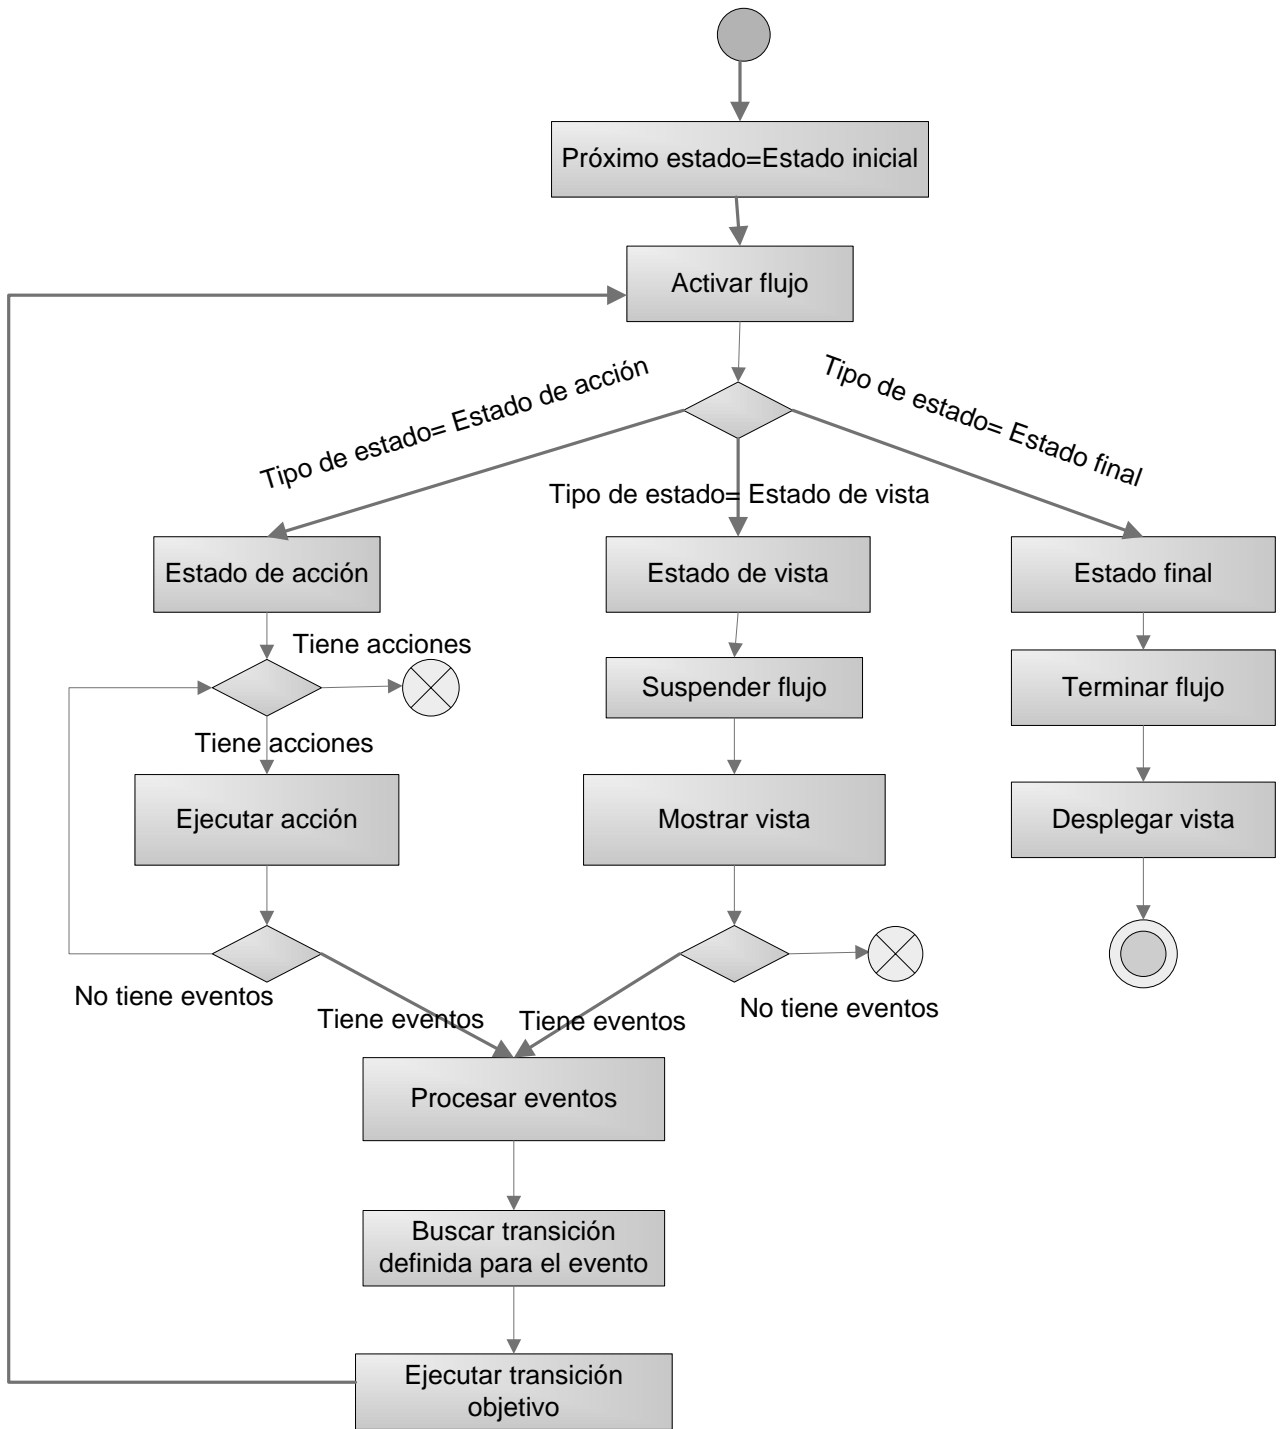 Próximo estado=Estado inicial
Activar flujo
Tipo de estado= Estado de acción
Tipo de estado= Estado final
Tipo de estado= Estado de vista
Estado de acción
Estado de vista
Estado final
Tiene acciones
Suspender flujo
Terminar flujo
Tiene acciones
Ejecutar acción
Mostrar vista
Desplegar vista
No tiene eventos
Tiene eventos
Tiene eventos
No tiene eventos
Procesar eventos
Buscar transición
definida para el evento
Ejecutar transición
objetivo